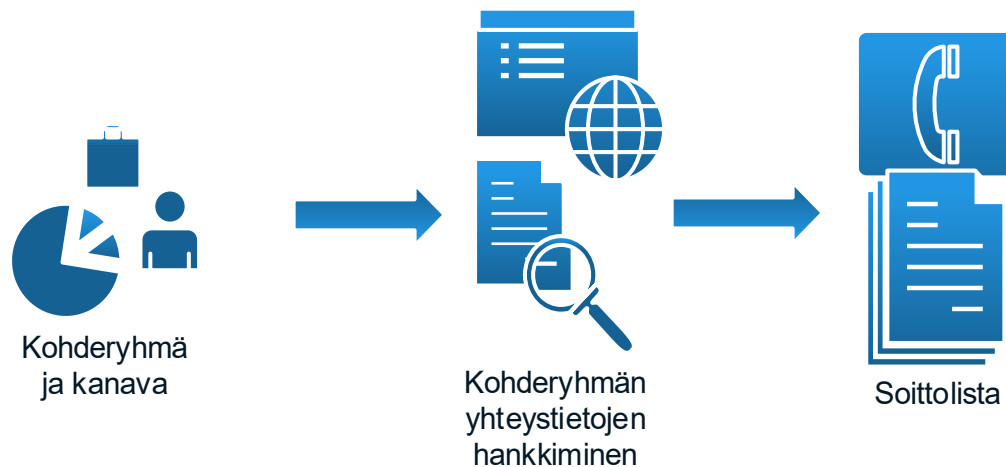 Kohderyhmä
ja kanava
Kohderyhmän
yhteystietojen
hankkiminen
Soittolista